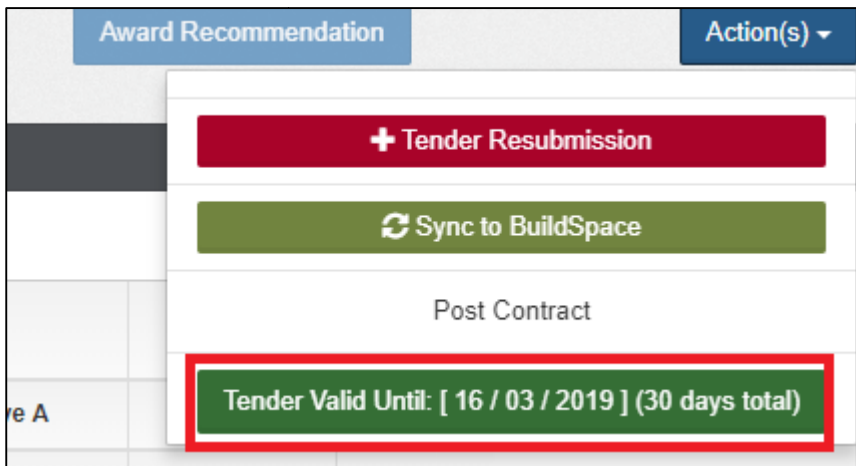 Award Recommendation
Action(s)
Tender Resubmission
Sync to BuildSpace
Post Contract
Tender Valid Until: [ 16 / 03 / 2019 ] (30 days total)
ve A